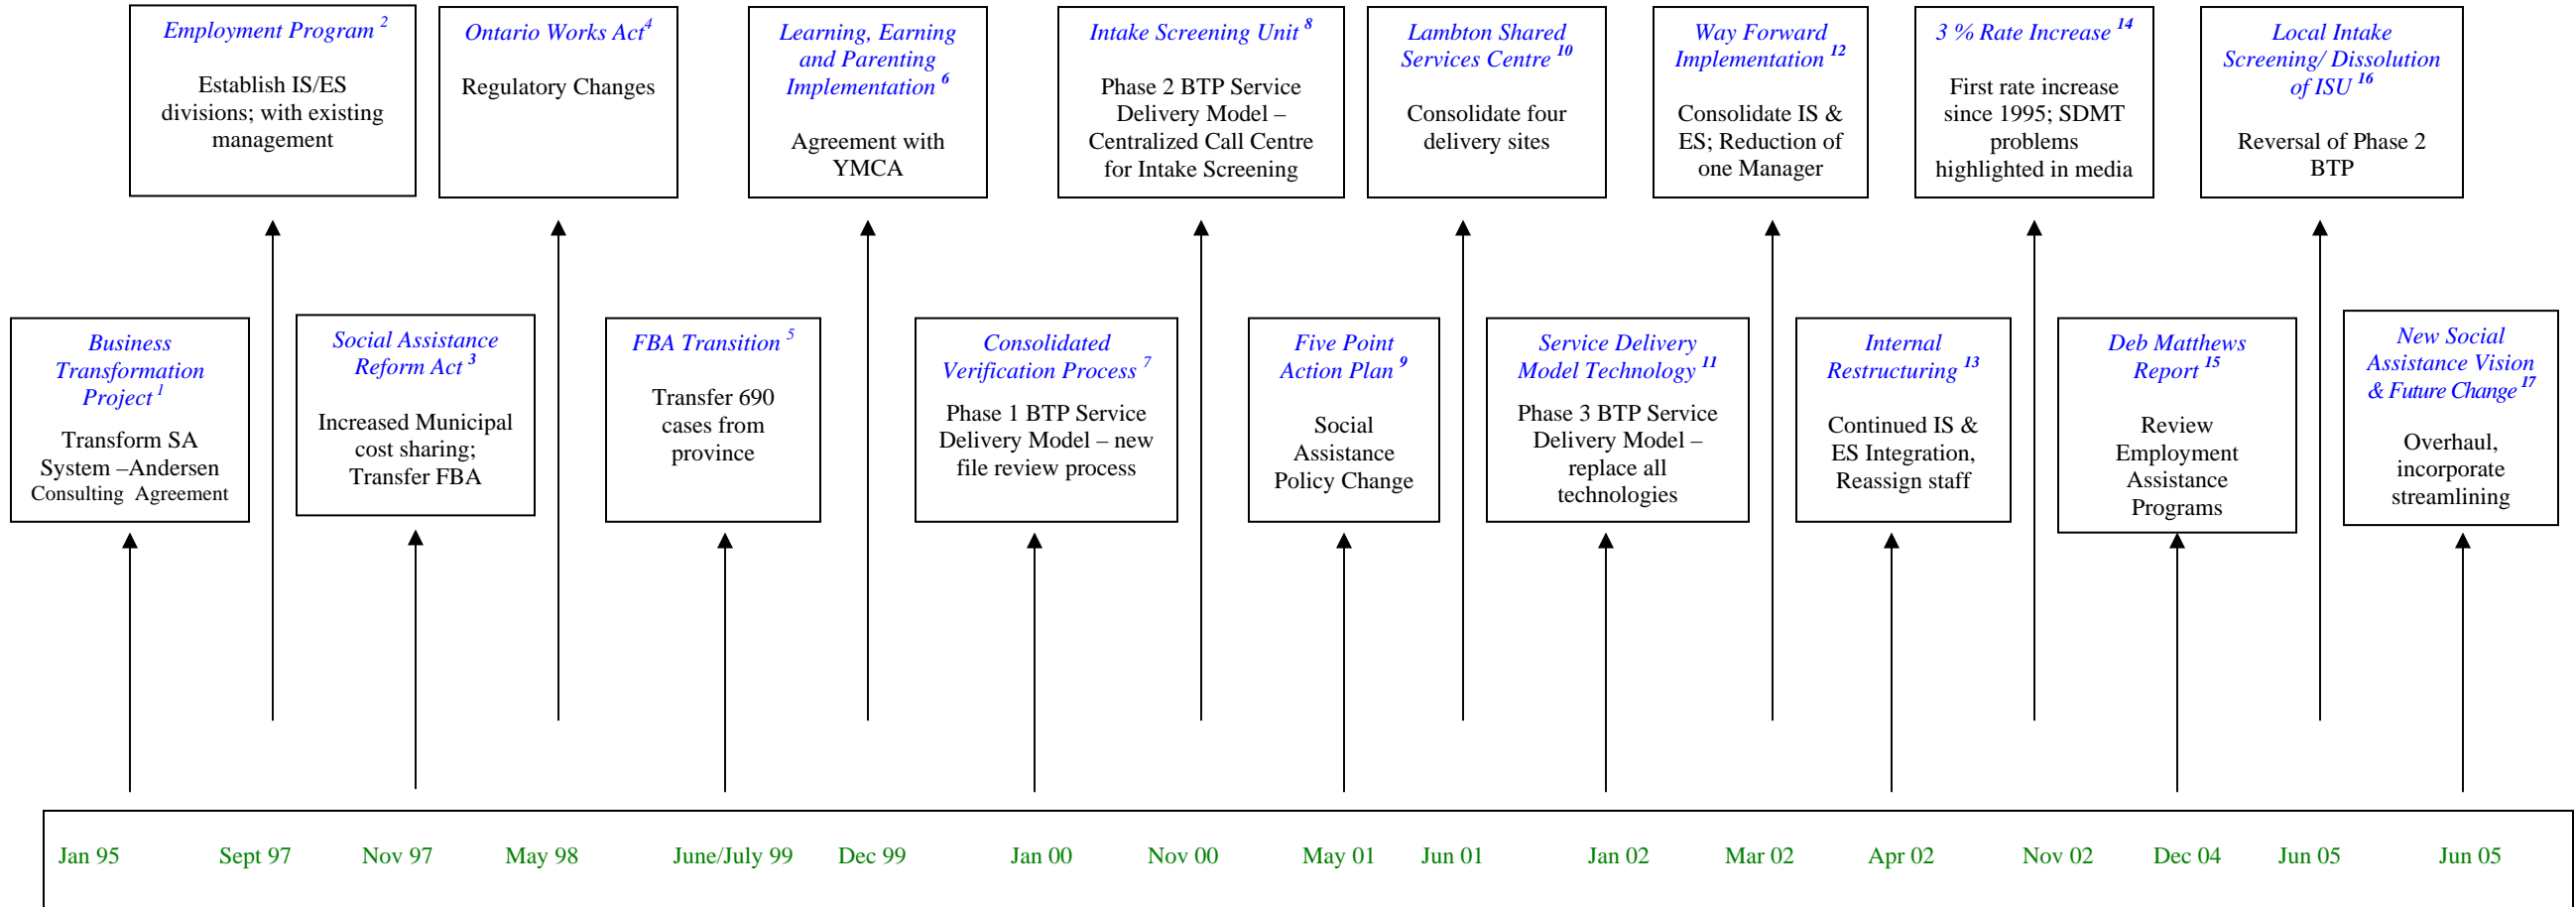 Employment Program 2
Establish IS/ES
divisions; with existing
management
Ontario Works Act4
Regulatory Changes
Learning, Earning
and Parenting
Implementation 6
Agreement with
YMCA
Intake Screening Unit 8
Phase 2 BTP Service
Delivery Model –
Centralized Call Centre
for Intake Screening
Lambton Shared
Services Centre 10
Consolidate four
delivery sites
Way Forward
Implementation 12
Consolidate IS &
ES; Reduction of
one Manager
3 % Rate Increase 14
First rate increase
since 1995; SDMT
problems
highlighted in media
Local Intake
Screening/ Dissolution
of ISU 16
Reversal of Phase 2
BTP
Business
Transformation
Project 1
Transform SA
System –Andersen
Consulting Agreement
Social Assistance
Reform Act 3
Increased Municipal
cost sharing;
Transfer FBA
FBA Transition 5
Transfer 690
cases from
province
Consolidated
Verification Process 7
Phase 1 BTP Service
Delivery Model – new
file review process
Five Point
Action Plan 9
Social
Assistance
Policy Change
Service Delivery
Model Technology 11
Phase 3 BTP Service
Delivery Model –
replace all
technologies
Internal
Restructuring 13
Continued IS &
ES Integration,
Reassign staff
Deb Matthews
Report 15
Review
Employment
Assistance
Programs
New Social
Assistance Vision
& Future Change 17
Overhaul,
incorporate
streamlining
Jan 95 Sept 97 Nov 97 May 98 June/July 99 Dec 99 Jan 00 Nov 00 May 01 Jun 01 Jan 02 Mar 02 Apr 02 Nov 02 Dec 04 Jun 05 Jun 05